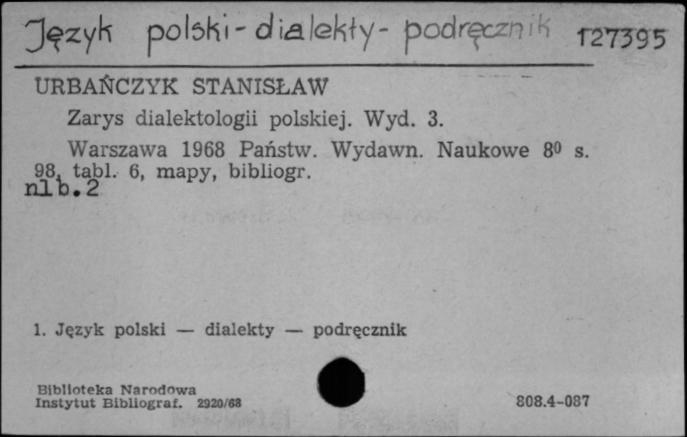 Język polski - dialekty - podręcznik 127395
URBAŃCZYK STANISŁAW
Zarys dialektologii polskiej. Wyd. 3.
Warszawa 1968 Państw. Wydawn. Naukowe 8⁰ s.
98, tabl. 6, mapy, bibliogr.
nlb.2
1. Język polski — dialekty — podręcznik
Biblioteka Narodowa
Instytut Bibliograf. 2920/68 808.4-087